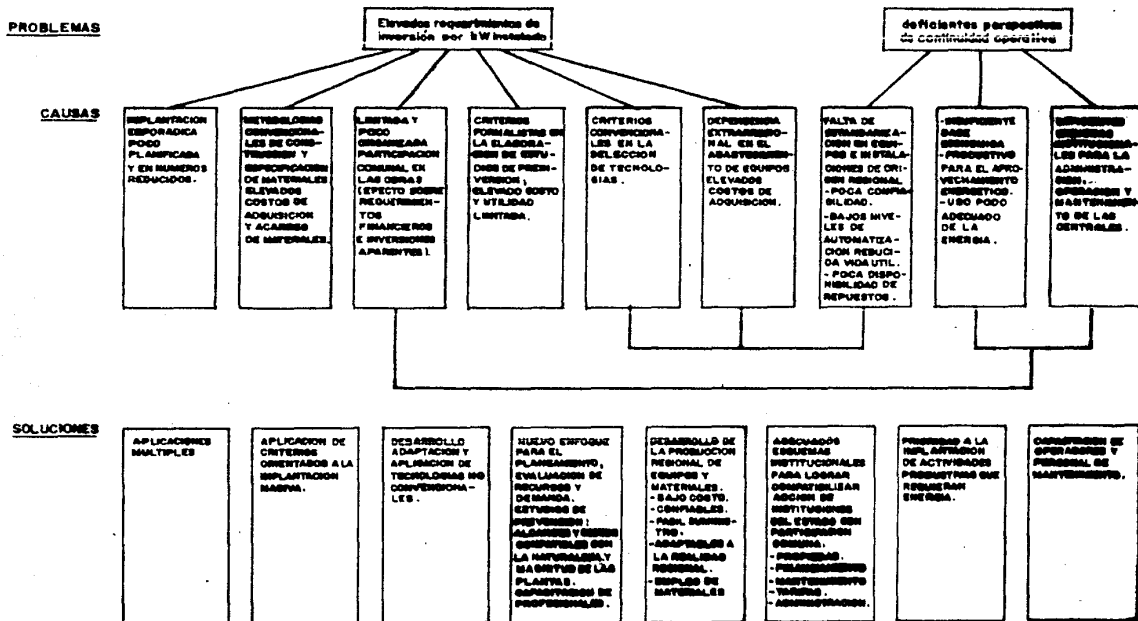 PROBLEMAS
Elevados requerimientos de
inversión por kW instalado
deficientes perspectivas
de continuidad operativa
CAUSAS
IMPLANTACION
ESPORADICA
POCO
PLANIFICADA
Y EN NUMEROS
REDUCIDOS.
METODOLOGIAS
CONVENCIONA-
LES DE CONS-
TRUCCION Y
ESPECIFICACION
DE MATERIALES
ELEVADOS
COSTOS DE
ADQUISICION
Y ACARREO
DE MATERIALES.
LIMITADA Y
POCO
ORGANIZADA
PARTICIPACION
COMUNAL EN
LAS OBRAS
(EFECTO SOBRE
REQUERIMIEN-
TOS
FINANCIEROS
E INVERSIONES
APARENTES).
CRITERIOS
FORMALISTAS EN
LA ELABORA-
CION DE ESTU-
DIOS DE PREIN-
VERSION,
ELEVADO COSTO
Y UTILIDAD
LIMITADA.
CRITERIOS
CONVENCIONA-
LES EN LA
SELECCION
DE TECNOLO-
GIAS.
DEPENDENCIA
EXTRARREGIO-
NAL EN EL
ABASTECIMIEN-
TO DE EQUIPOS
ELEVADOS
COSTOS DE
ADQUISICION.
FALTA DE
ESTANDARIZA-
CION EN EQUI-
POS E INSTALA-
CIONES DE ORI-
GEN REGIONAL
- POCA CONFIA-
BILIDAD.
-BAJOS NIVE-
LES DE
AUTOMATIZA-
CION REDUCI-
DA VIDA UTIL.
- POCA DISPO-
NIBILIDAD DE
REPUESTOS.
-INSUFICIENTE
BASE
ECONOMICA
-PRODUCTIVO
PARA EL APRO-
VECHAMIENTO
ENERGETICO.
- USO POCO
ADECUADO
DE LA
ENERGIA.
ESQUEMAS
INSTITUCIONA-
LES PARA LA
ADMINISTRA-
CION,
OPERACION Y
MANTENIMIEN-
TO DE LAS
CENTRALES.
SOLUCIONES
APLICACIONES
MULTIPLES
APLICACION DE
CRITERIOS
ORIENTADOS A LA
IMPLANTACION
MASIVA.
DESARROLLO
ADAPTACION Y
APLICACION DE
TECNOLOGIAS NO
CONVENCIONA-
LES.
NUEVO ENFOQUE
PARA EL
PLANEAMIENTO,
EVALUACION DE
RECURSOS Y
DEMANDA.
ESTUDIOS DE
PREVENCION:
ALCANCES Y
COMPATIBLES CON
LA NATURALEZA Y
MAGNITUD DE LAS
PLANTAS.
CAPACITACION DE
PROFESIONALES.
DESARROLLO DE
LA PRODUCCION
REGIONAL DE
EQUIPOS Y
MATERIALES.
-BAJO COSTO.
-CONFIABLES.
- FACIL SUMINIS-
TRO.
-ADAPTABLES A
LA REALIDAD
REGIONAL.
- EMPLEO DE
MATERIALES
ADECUADOS
ESQUEMAS
INSTITUCIONALES
PARA LOGRAR
COMPATIBILIZAR
ACCION DE
INSTITUCIONES
DEL ESTADO CON
PARTICIPACION
COMUNA.
- PROPIEDAD.
- FINANCIAMIENTO
- MANTENIMIENTO
- TARIFAS.
- ADMINISTRACION.
PRIORIDAD A LA
IMPLANTACION
DE ACTIVIDADES
PRODUCTIVAS QUE
REQUIERAN
ENERGIA.
CAPACITACION DE
OPERADORES Y
PERSONAL DE
MANTENIMIENTO.